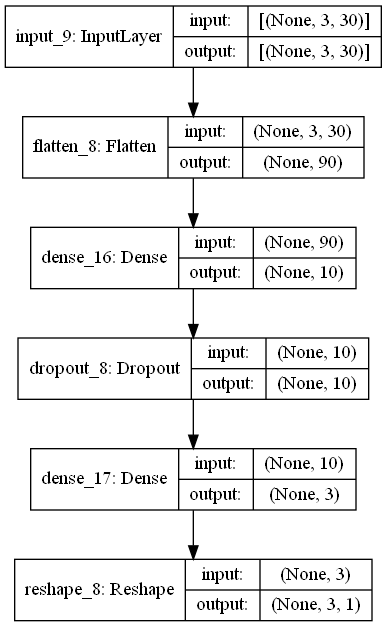 input_9: InputLayer
input: [(None, 3, 30)]
output: [(None, 3, 30)]
flatten_8: Flatten
input: (None, 3, 30)
output: (None, 90)
dense_16: Dense
input: (None, 90)
output: (None, 10)
dropout_8: Dropout
input: (None, 10)
output: (None, 10)
dense_17: Dense
input: (None, 10)
output: (None, 3)
reshape_8: Reshape
input: (None, 3)
output: (None, 3, 1)